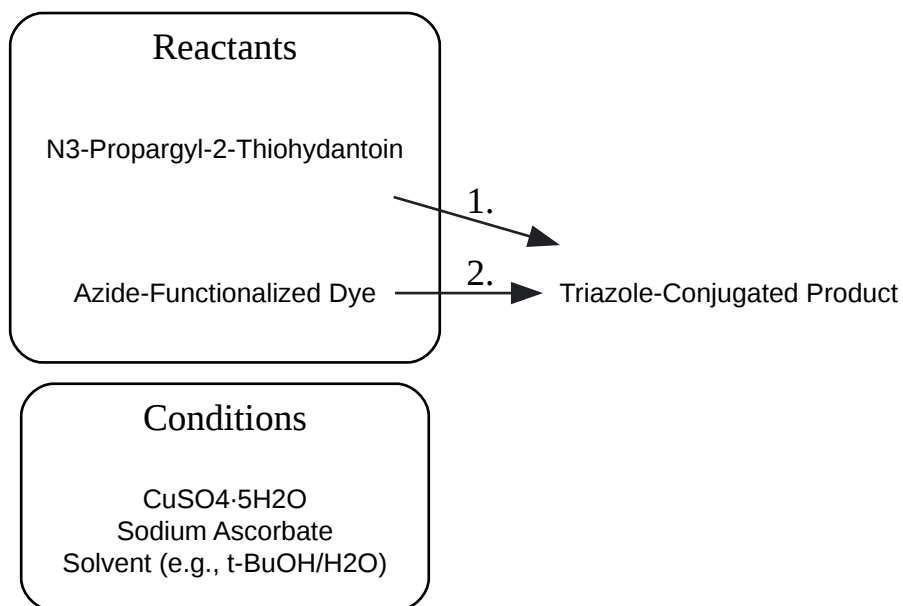 Reactants
N3-Propargyl-2-Thiohydantoin
1.
2.
Azide-Functionalized Dye
Triazole-Conjugated Product
Conditions
CuSO4·5H2O
Sodium Ascorbate
Solvent (e.g., t-BuOH/H2O)